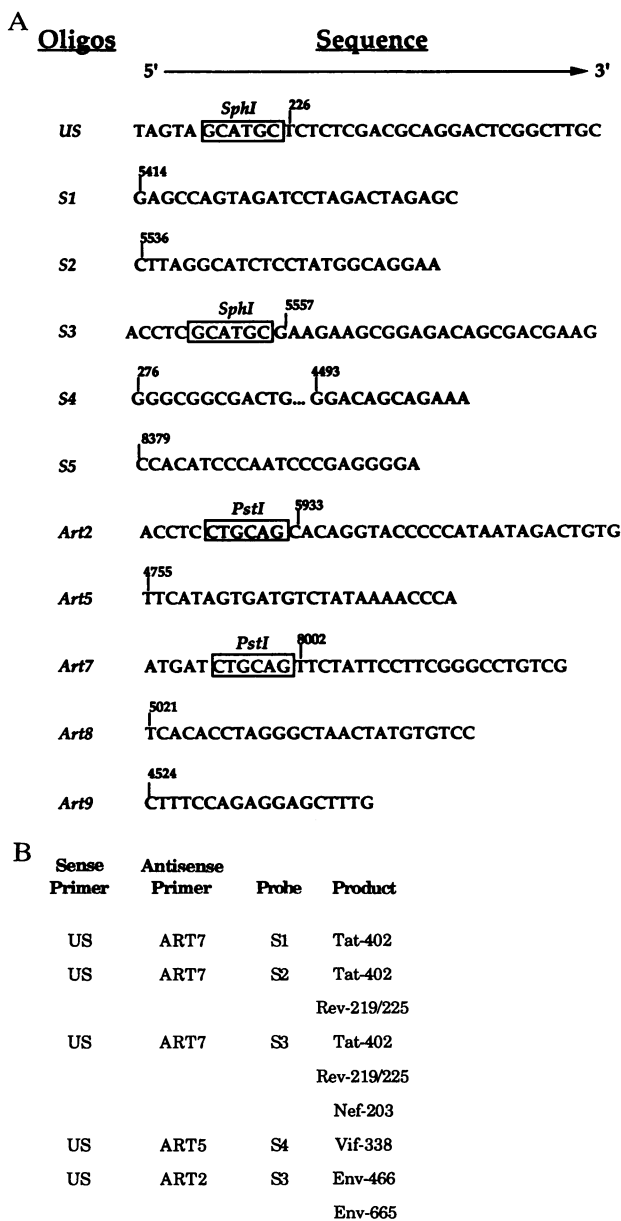 A
Oligos Sequence
5' 3'
SphI 226
US TAGTA GCATGC TCTCTCGACGCAGGACTCGGCTTGC
5414
S1 GAGCCAGTAGATCCTAGACTAGAGC
5536
S2 CTTAGGCATCTCCTATGGCAGGAA
SphI 5557
S3 ACCTC GCATGC GAAGAAGCGGAGACAGCGACGAAG
276 4493
S4 GGGCGGCGACTG... GGACAGCAGAAA
8379
S5 CCACATCCCAATCCCGAGGGGA
PstI 5933
Art2 ACCTC CTGCAG CACAGGTACCCCCATAATAGACTGTG
4755
Art5 TTCATAGTGATGTCTATAAAACCCA
PstI 8002
Art7 ATGAT CTGCAG TTCTATTCCTTCGGGCCTGTCG
5021
Art8 TCACACCTAGGGCTAACTATGTGTCC
4524
Art9 CTTTCCAGAGGAGCTTTG
B
Sense Antisense
Primer Primer Probe Product
US ART7 S1 Tat-402
US ART7 S2 Tat-402
Rev-219/225
US ART7 S3 Tat-402
Rev-219/225
Nef-203
US ART5 S4 Vif-338
US ART2 S3 Env-466
Env-665